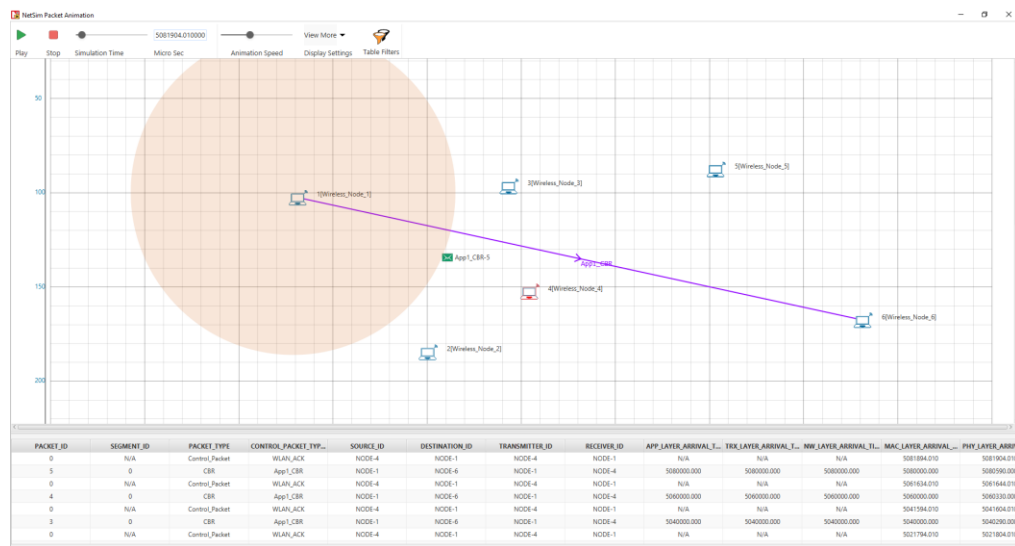 NetSim Packet Animation
5081904.010000 View More
Play Stop Simulation Time Micro Sec Animation Speed Display Settings Table Filters
50
5[Wireless_Node_5]
3[Wireless_Node_3]
100 1[Wireless_Node_1]
App1_CBR-5
App1_CBR
4[Wireless_Node_4]
150
6[Wireless_Node_6]
2[Wireless_Node_2]
200
PACKET_ID SEGMENT_ID PACKET_TYPE CONTROL_PACKET_TYP... SOURCE_ID DESTINATION_ID TRANSMITTER_ID RECEIVER_ID APP_LAYER_ARRIVAL_T... TRX_LAYER_ARRIVAL_T... NW_LAYER_ARRIVAL_TI... MAC_LAYER_ARRIVAL_... PHY_LAYER_ARRI
0 N/A Control_Packet WLAN_ACK NODE-4 NODE-1 NODE-4 NODE-1 N/A N/A N/A 5081894.010 5081904.01
5 0 CBR App1_CBR NODE-1 NODE-6 NODE-1 NODE-4 5080000.000 5080000.000 5080000.000 5080000.000 5080590.00
0 N/A Control_Packet WLAN_ACK NODE-4 NODE-1 NODE-4 NODE-1 N/A N/A N/A 5061634.010 5061644.01
4 0 CBR App1_CBR NODE-1 NODE-6 NODE-1 NODE-4 5060000.000 5060000.000 5060000.000 5060000.000 5060330.00
0 N/A Control_Packet WLAN_ACK NODE-4 NODE-1 NODE-4 NODE-1 N/A N/A N/A 5041594.010 5041604.01
3 0 CBR App1_CBR NODE-1 NODE-6 NODE-1 NODE-4 5040000.000 5040000.000 5040000.000 5040000.000 5040290.00
0 N/A Control_Packet WLAN_ACK NODE-4 NODE-1 NODE-4 NODE-1 N/A N/A N/A 5021794.010 5021804.01